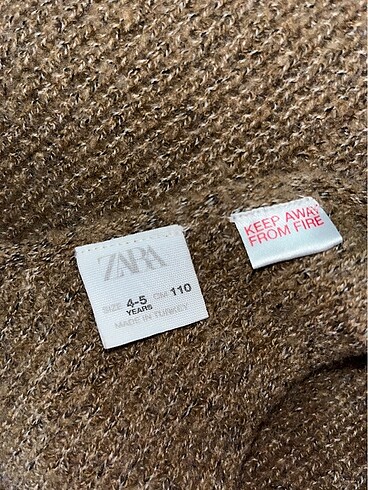 ZARA
SIZE 4-5 YEARS CM 110
MADE IN TURKEY
KEEP AWAY
FROM FIRE